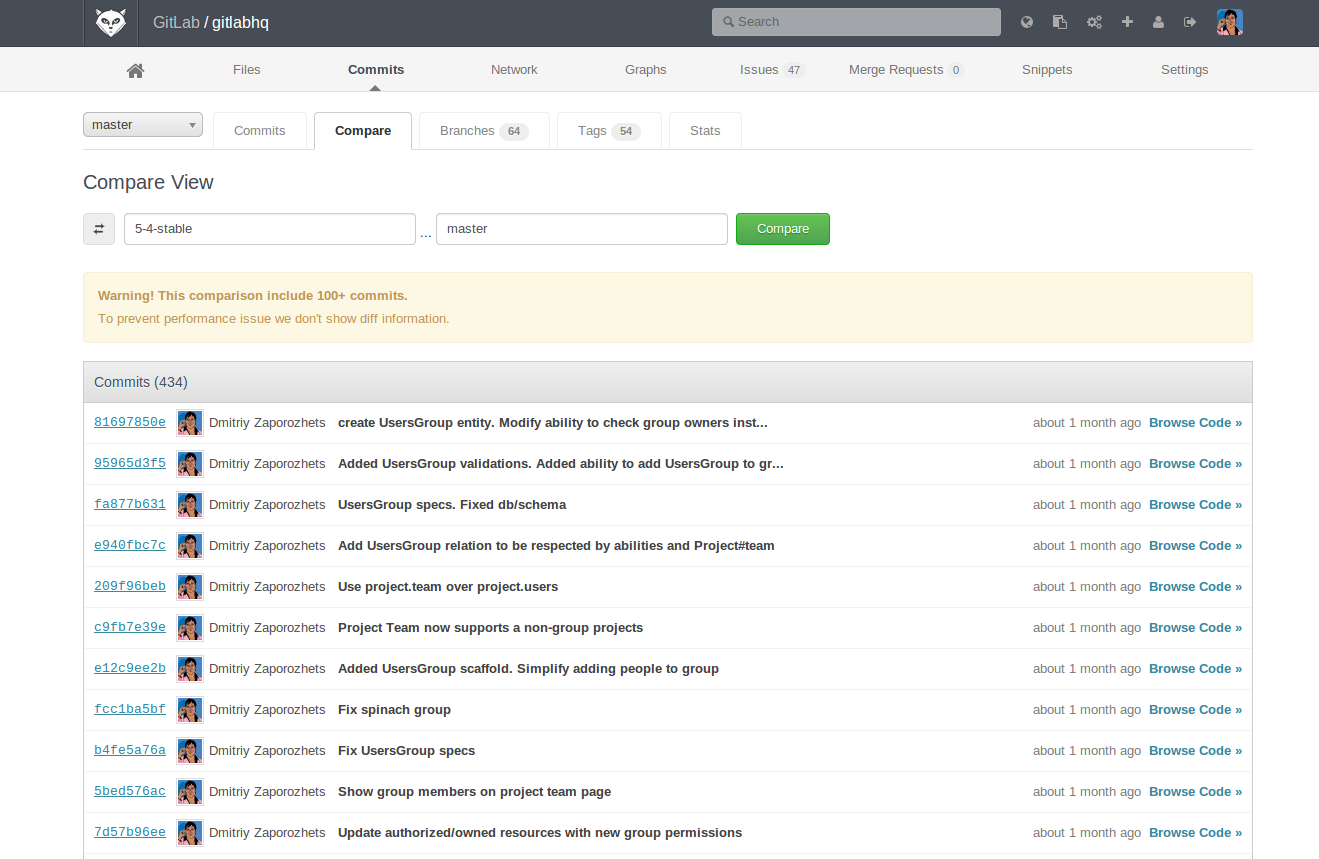 GitLab / gitlabhq
Search
Files
Commits
Network
Graphs
Issues 47
Merge Requests 0
Snippets
Settings
master
Commits
Compare
Branches 64
Tags 54
Stats
Compare View
5-4-stable
...
master
Compare
Warning! This comparison include 100+ commits.
To prevent performance issue we don't show diff information.
Commits (434)
81697850e Dmitriy Zaporozhets create UsersGroup entity. Modify ability to check group owners inst... about 1 month ago Browse Code »
95965d3f5 Dmitriy Zaporozhets Added UsersGroup validations. Added ability to add UsersGroup to gr... about 1 month ago Browse Code »
fa877b631 Dmitriy Zaporozhets UsersGroup specs. Fixed db/schema about 1 month ago Browse Code »
e940fbc7c Dmitriy Zaporozhets Add UsersGroup relation to be respected by abilities and Project#team about 1 month ago Browse Code »
209f96beb Dmitriy Zaporozhets Use project.team over project.users about 1 month ago Browse Code »
c9fb7e39e Dmitriy Zaporozhets Project Team now supports a non-group projects about 1 month ago Browse Code »
e12c9ee2b Dmitriy Zaporozhets Added UsersGroup scaffold. Simplify adding people to group about 1 month ago Browse Code »
fcc1ba5bf Dmitriy Zaporozhets Fix spinach group about 1 month ago Browse Code »
b4fe5a76a Dmitriy Zaporozhets Fix UsersGroup specs about 1 month ago Browse Code »
5bed576ac Dmitriy Zaporozhets Show group members on project team page about 1 month ago Browse Code »
7d57b96ee Dmitriy Zaporozhets Update authorized/owned resources with new group permissions about 1 month ago Browse Code »